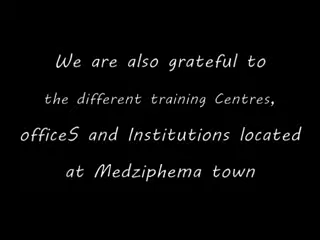 We are also grateful to
the different training Centres,
officeS and Institutions located
at Medziphema town